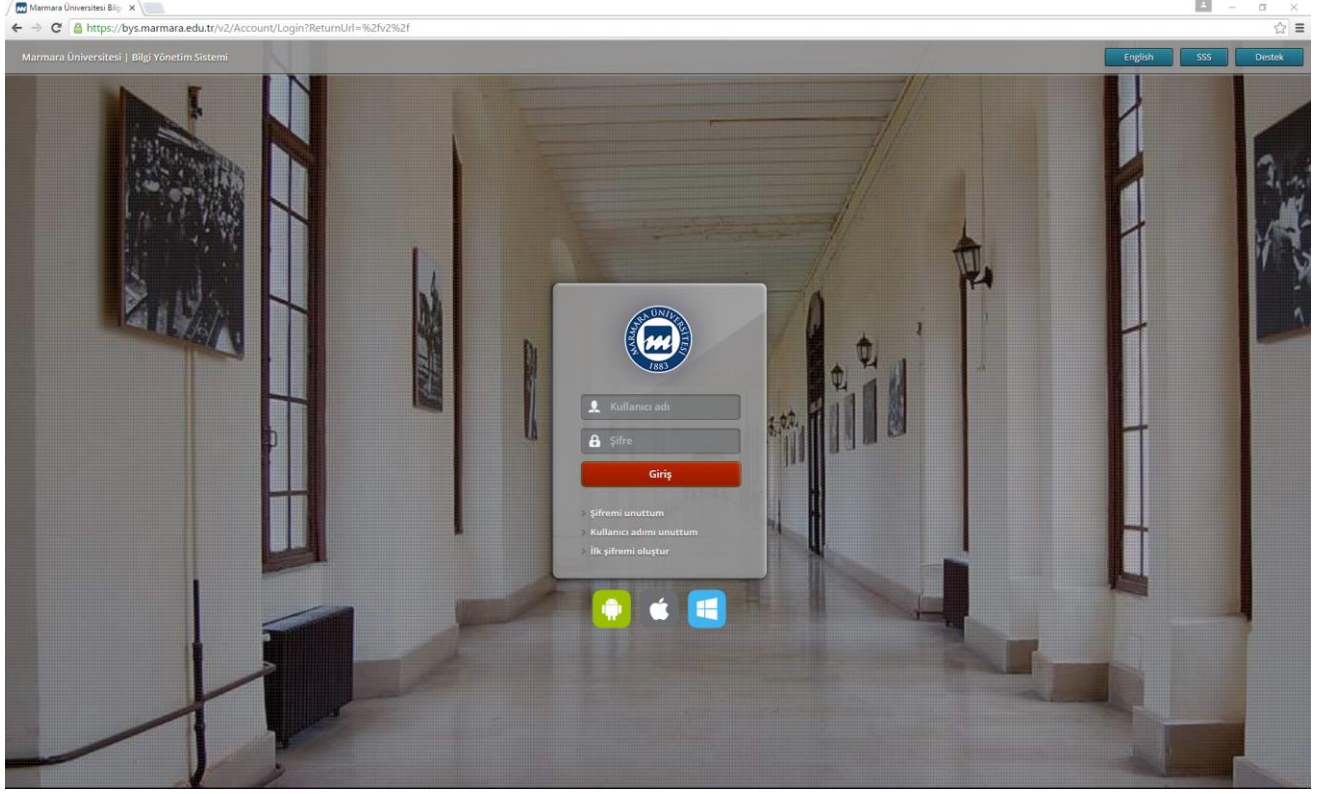 Marmara Üniversitesi Bilg
https://bys.marmara.edu.tr/v2/Account/Login?ReturnUrl=%2fv2%2f
Marmara Üniversitesi | Bilgi Yönetim Sistemi
English
SSS
Destek
MARMARA ÜNİVERSİTESİ
m
1883
Kullanıcı adı
Şifre
Giriş
Şifremi unuttum
Kullanıcı adımı unuttum
İlk şifremi oluştur